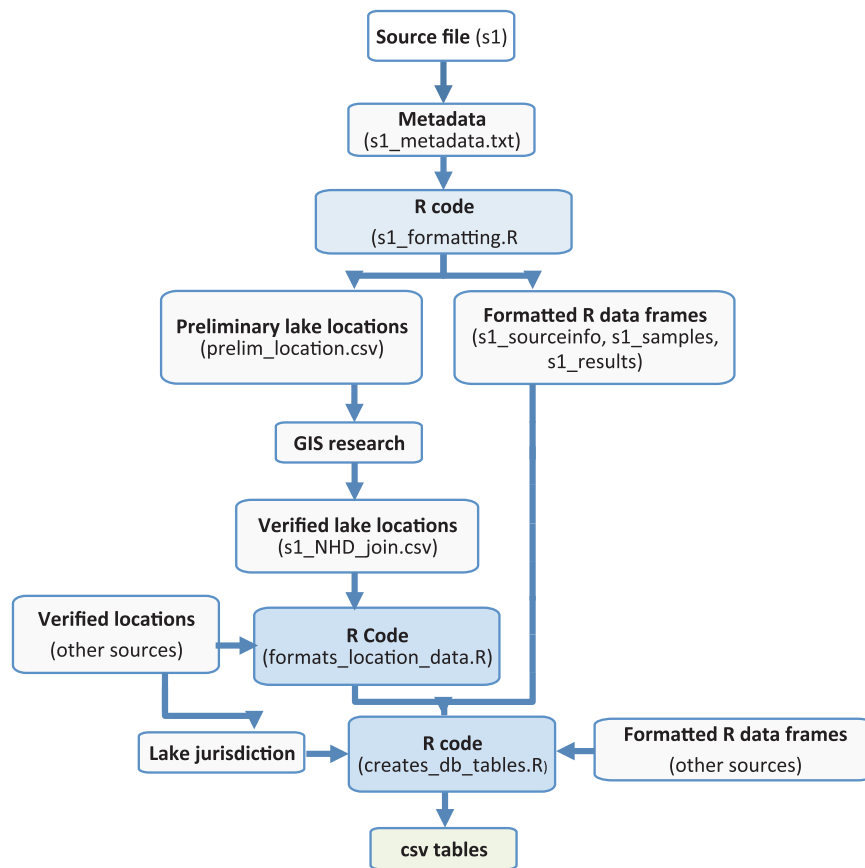 Source file (s1)
Metadata
(s1_metadata.txt)
R code
(s1_formatting.R
Preliminary lake locations
(prelim_location.csv)
Formatted R data frames
(s1_sourceinfo, s1_samples,
s1_results)
GIS research
Verified lake locations
(s1_NHD_join.csv)
Verified locations
(other sources)
R Code
(formats_location_data.R)
Lake jurisdiction
R code
(creates_db_tables.R)
Formatted R data frames
(other sources)
csv tables